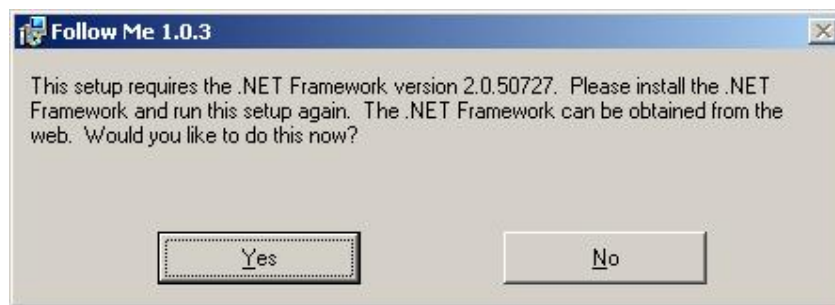 Follow Me 1.0.3
This setup requires the .NET Framework version 2.0.50727.  Please install the .NET
Framework and run this setup again.  The .NET Framework can be obtained from the
web.  Would you like to do this now?
Yes
No